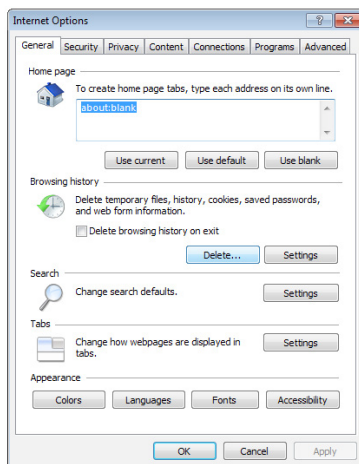 Internet Options
General Security Privacy Content Connections Programs Advanced
Home page
To create home page tabs, type each address on its own line.
about:blank
Use current Use default Use blank
Browsing history
Delete temporary files, history, cookies, saved passwords,
and web form information.
Delete browsing history on exit
Delete... Settings
Search
Change search defaults. Settings
Tabs
Change how webpages are displayed in
tabs. Settings
Appearance
Colors Languages Fonts Accessibility
OK Cancel Apply